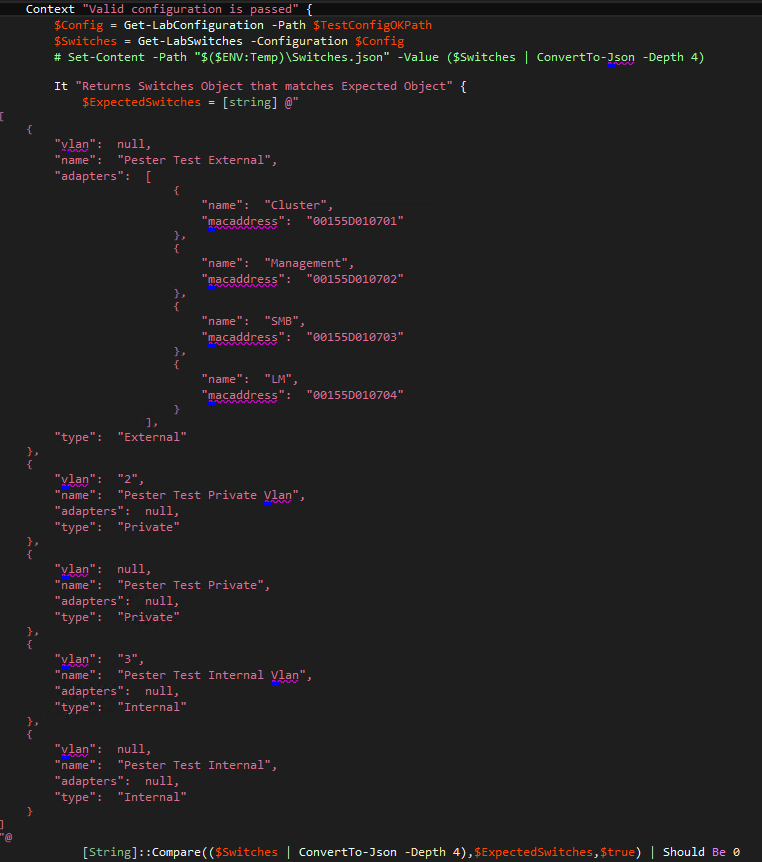 Context "Valid configuration is passed" {
$Config = Get-LabConfiguration -Path $TestConfigOKPath
$Switches = Get-LabSwitches -Configuration $Config
# Set-Content -Path "$($ENV:Temp)\Switches.json" -Value ($Switches | ConvertTo-Json -Depth 4)
It "Returns Switches Object that matches Expected Object" {
$ExpectedSwitches = [string] @"
[
{
"vlan":  null,
"name":  "Pester Test External",
"adapters":  [
{
"name":  "Cluster",
"macaddress":  "00155D010701"
},
{
"name":  "Management",
"macaddress":  "00155D010702"
},
{
"name":  "SMB",
"macaddress":  "00155D010703"
},
{
"name":  "LM",
"macaddress":  "00155D010704"
}
],
"type":  "External"
},
{
"vlan":  "2",
"name":  "Pester Test Private Vlan",
"adapters":  null,
"type":  "Private"
},
{
"vlan":  null,
"name":  "Pester Test Private",
"adapters":  null,
"type":  "Private"
},
{
"vlan":  "3",
"name":  "Pester Test Internal Vlan",
"adapters":  null,
"type":  "Internal"
},
{
"vlan":  null,
"name":  "Pester Test Internal",
"adapters":  null,
"type":  "Internal"
}
]
"@
[String]::Compare(($Switches | ConvertTo-Json -Depth 4),$ExpectedSwitches,$true) | Should Be 0